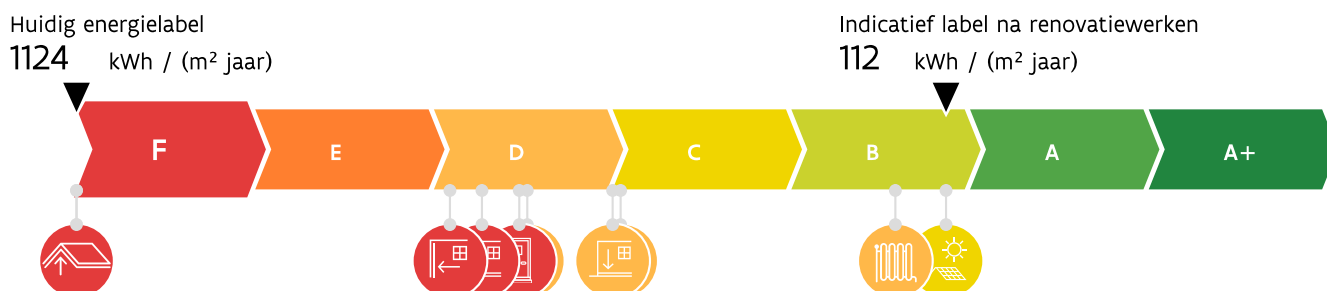 Huidig energielabel
1124 kWh / (m² jaar)
Indicatief label na renovatiewerken
112 kWh / (m² jaar)
F E D C B A A+